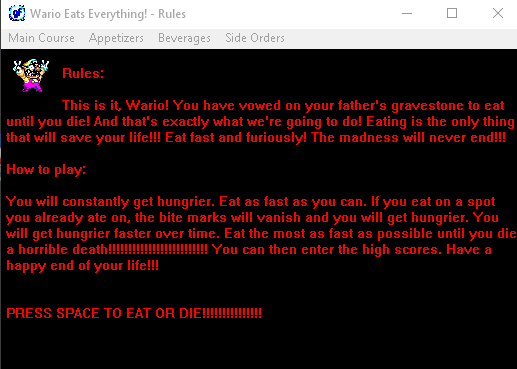 Wario Eats Everything! - Rules
Main Course Appetizers Beverages Side Orders
Rules:
This is it, Wario! You have vowed on your father's gravestone to eat
until you die! And that's exactly what we're going to do! Eating is the only thing
that will save your life!!! Eat fast and furiously! The madness will never end!!!
How to play:
You will constantly get hungrier. Eat as fast as you can. If you eat on a spot
you already ate on, the bite marks will vanish and you will get hungrier. You
will get hungrier faster over time. Eat the most as fast as possible until you die
a horrible death!!!!!!!!!!!!!!!!!!!!!!!!! You can then enter the high scores. Have a
happy end of your life!!!
PRESS SPACE TO EAT OR DIE!!!!!!!!!!!!!!!